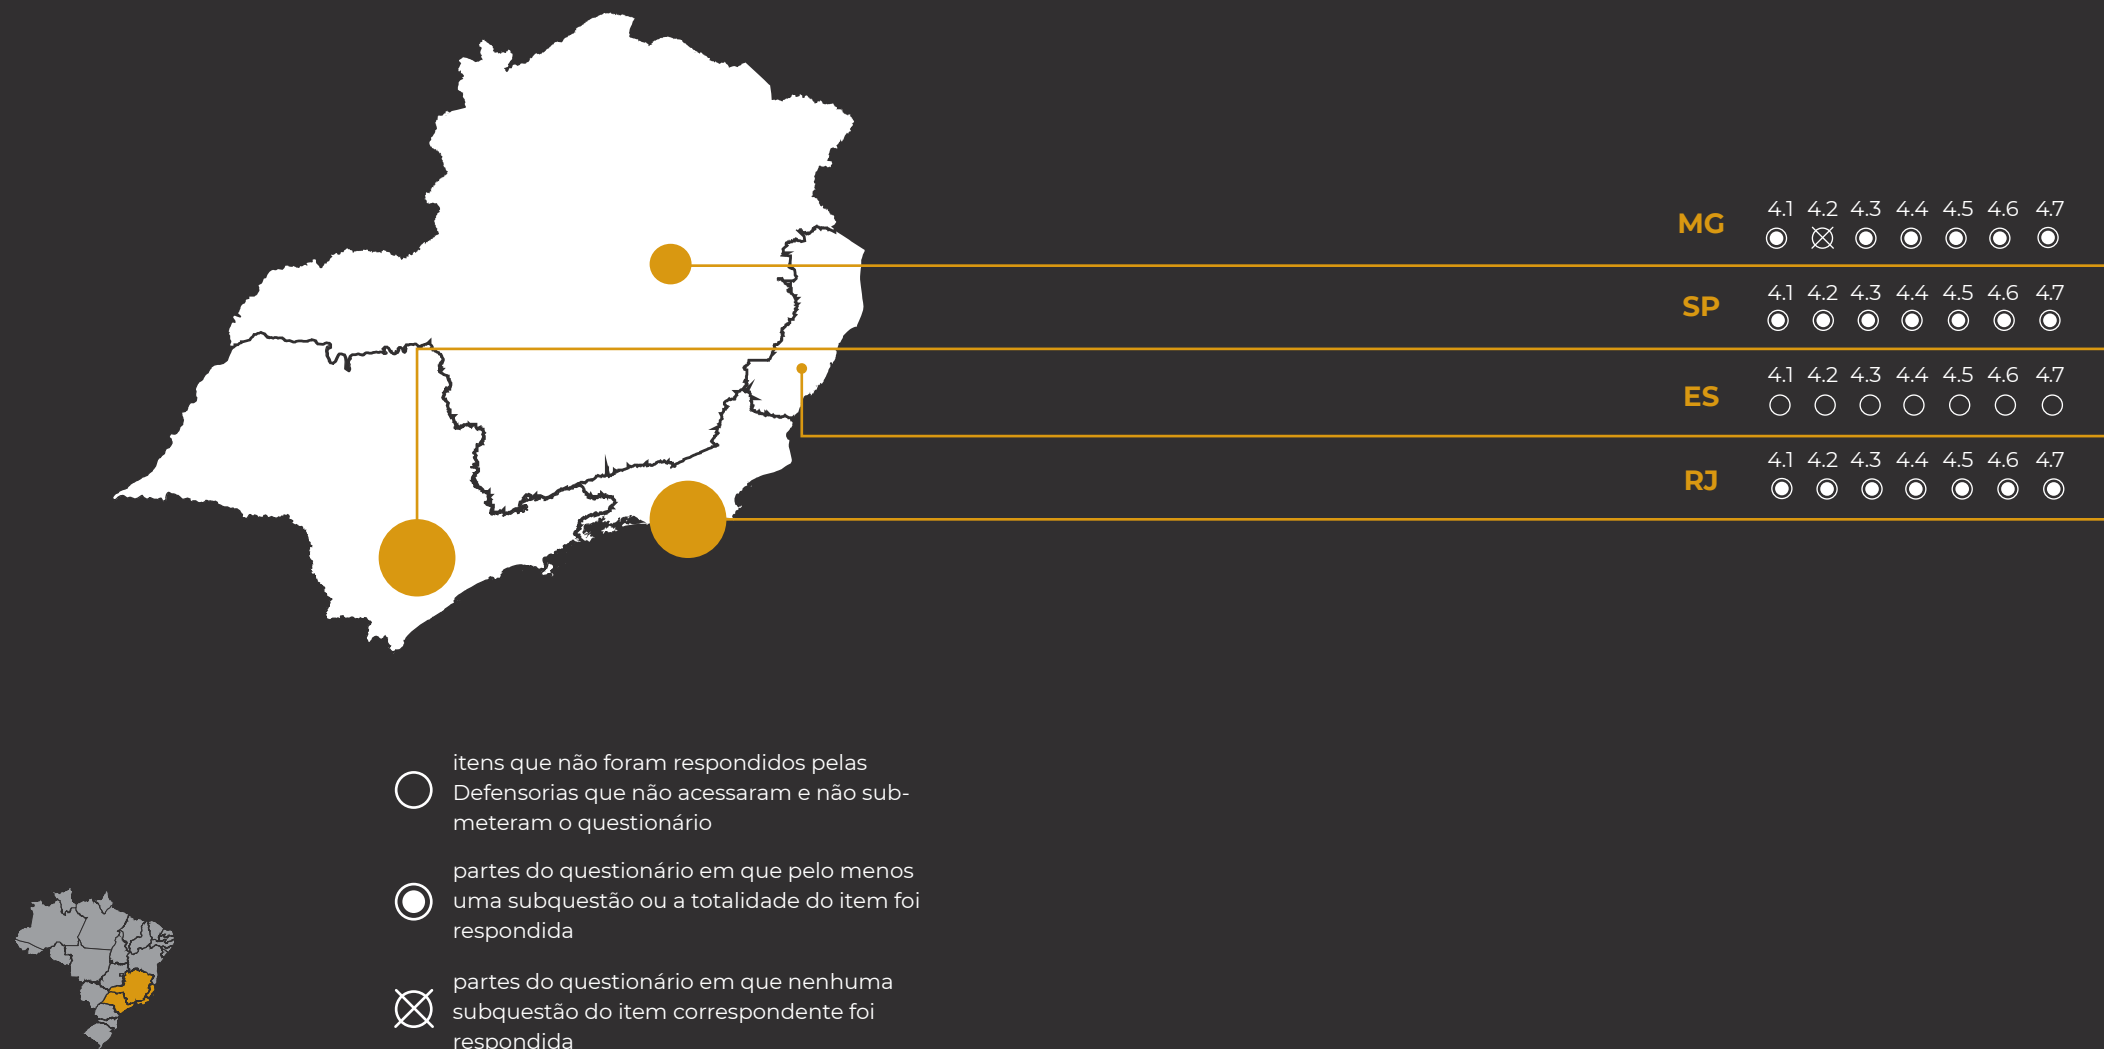 4.1 4.2 4.3 4.4 4.5 4.6 4.7
MG
4.1 4.2 4.3 4.4 4.5 4.6 4.7
SP
4.1 4.2 4.3 4.4 4.5 4.6 4.7
ES
4.1 4.2 4.3 4.4 4.5 4.6 4.7
RJ
itens que não foram respondidos pelas
Defensorias que não acessaram e não sub-
meteram o questionário
partes do questionário em que pelo menos
uma subquestão ou a totalidade do item foi
respondida
partes do questionário em que nenhuma
subquestão do item correspondente foi
respondida